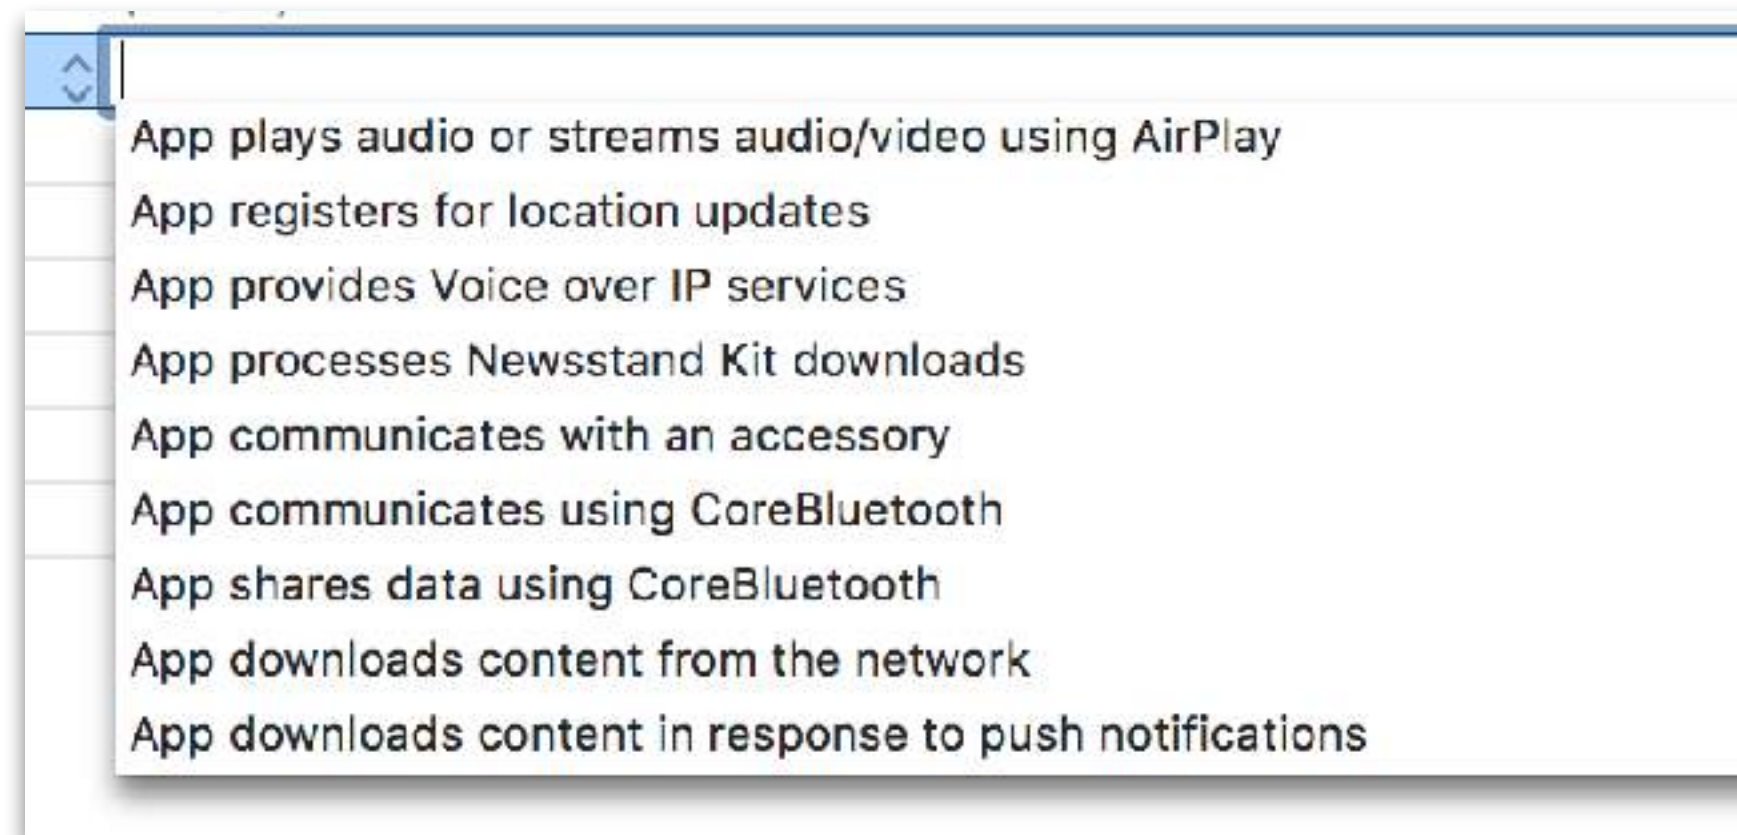 App plays audio or streams audio/video using AirPlay
App registers for location updates
App provides Voice over IP services
App processes Newsstand Kit downloads
App communicates with an accessory
App communicates using CoreBluetooth
App shares data using CoreBluetooth
App downloads content from the network
App downloads content in response to push notifications